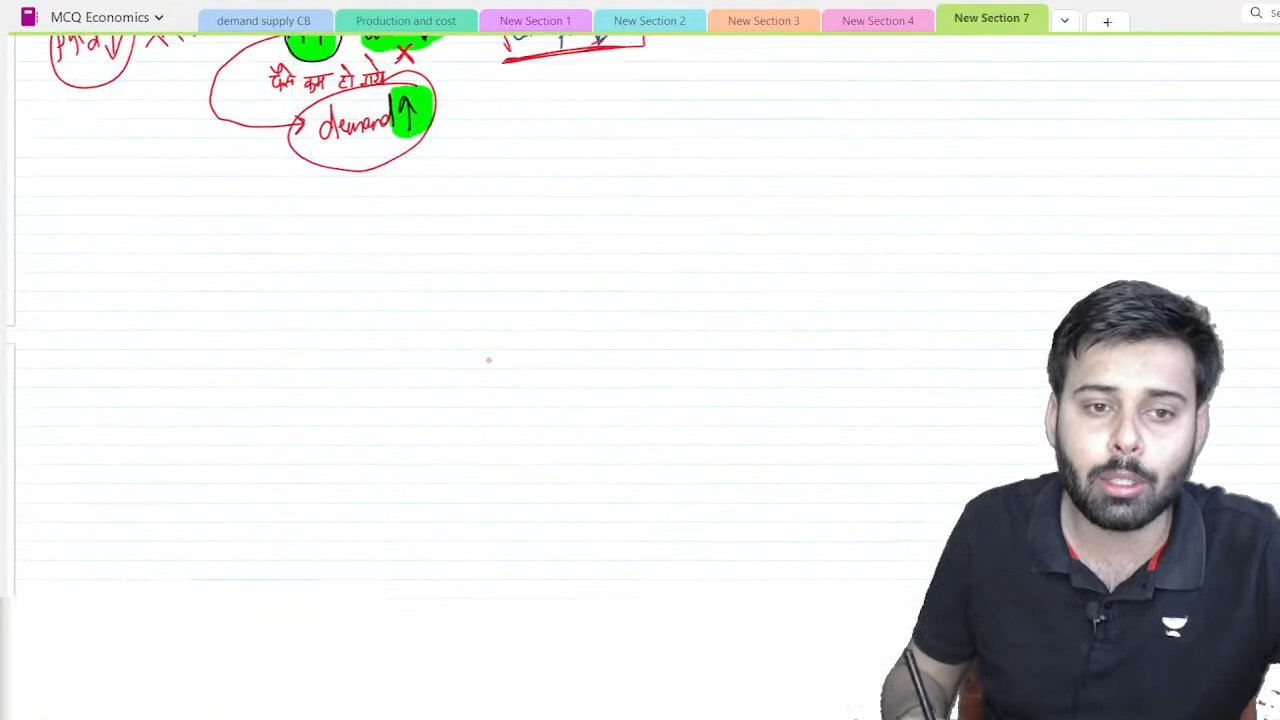 MCQ Economics
demand supply CB
Production and cost
New Section 1
New Section 2
New Section 3
New Section 4
New Section 7
+
Se
P↑d↓
पैसे कम हो गये
demand↑